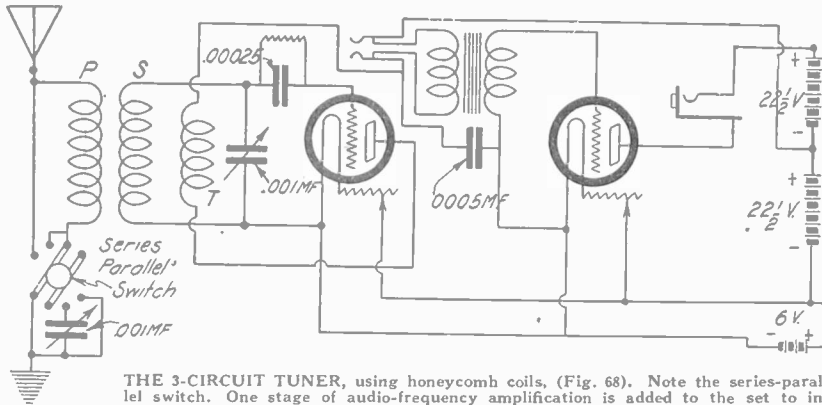 P
S
.00025
T
.001MF
.0005MF
+
22½V
-
+
22½V.
-
6V.
- +
Series
Parallel
Switch
.001MF
THE 3-CIRCUIT TUNER, using honeycomb coils, (Fig. 68). Note the series-paral
lel switch. One stage of audio-frequency amplification is added to the set to in